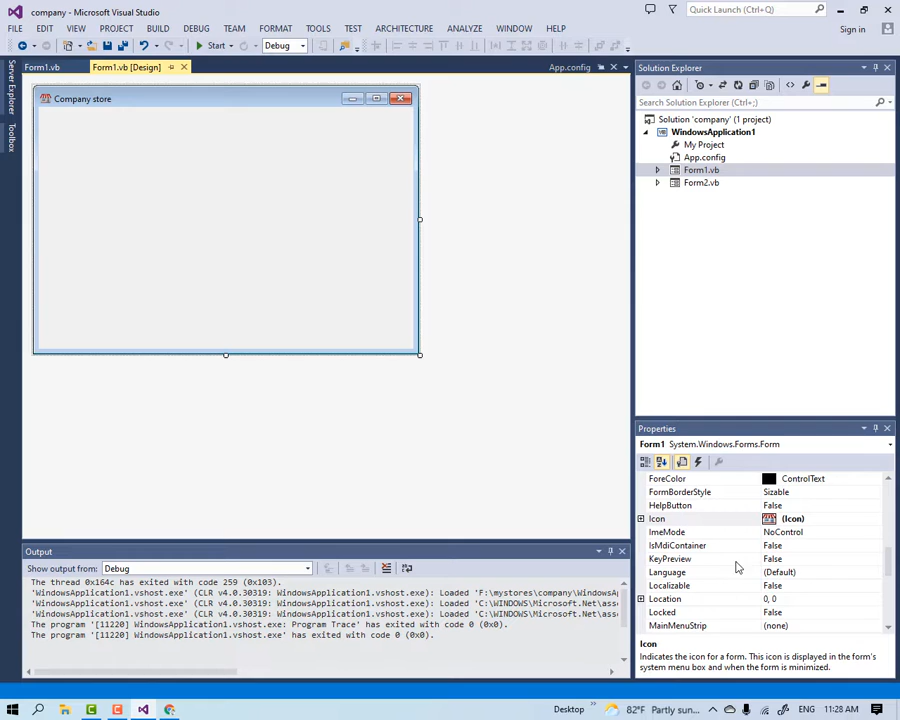 company - Microsoft Visual Studio
Quick Launch (Ctrl+Q)
FILE EDIT VIEW PROJECT BUILD DEBUG TEAM FORMAT TOOLS TEST ARCHITECTURE ANALYZE WINDOW HELP
Sign in
Start Debug
Server Explorer
Toolbox
Form1.vb
Form1.vb [Design]
App.config
Company store
Solution Explorer
Search Solution Explorer (Ctrl+;)
Solution 'company' (1 project)
WindowsApplication1
My Project
App.config
Form1.vb
Form2.vb
Properties
Form1 System.Windows.Forms.Form
ForeColor ControlText
FormBorderStyle Sizable
HelpButton False
Icon (Icon)
ImeMode NoControl
IsMdiContainer False
KeyPreview False
Language (Default)
Localizable False
Location 0, 0
Locked False
MainMenuStrip (none)
Icon
Indicates the icon for a form. This icon is displayed in the form's
system menu box and when the form is minimized.
Output
Show output from: Debug
The thread 0x164c has exited with code 259 (0x103).
'WindowsApplication1.vshost.exe' (CLR v4.0.30319: WindowsApplication1.vshost.exe): Loaded 'F:\mystores\company\WindowsAp
'WindowsApplication1.vshost.exe' (CLR v4.0.30319: WindowsApplication1.vshost.exe): Loaded 'C:\WINDOWS\Microsoft.Net\asse
'WindowsApplication1.vshost.exe' (CLR v4.0.30319: WindowsApplication1.vshost.exe): Loaded 'C:\WINDOWS\Microsoft.Net\asse
The program '[11220] WindowsApplication1.vshost.exe: Program Trace' has exited with code 0 (0x0).
The program '[11220] WindowsApplication1.vshost.exe' has exited with code 0 (0x0).
Desktop
82°F Partly sun...
ENG
11:28 AM